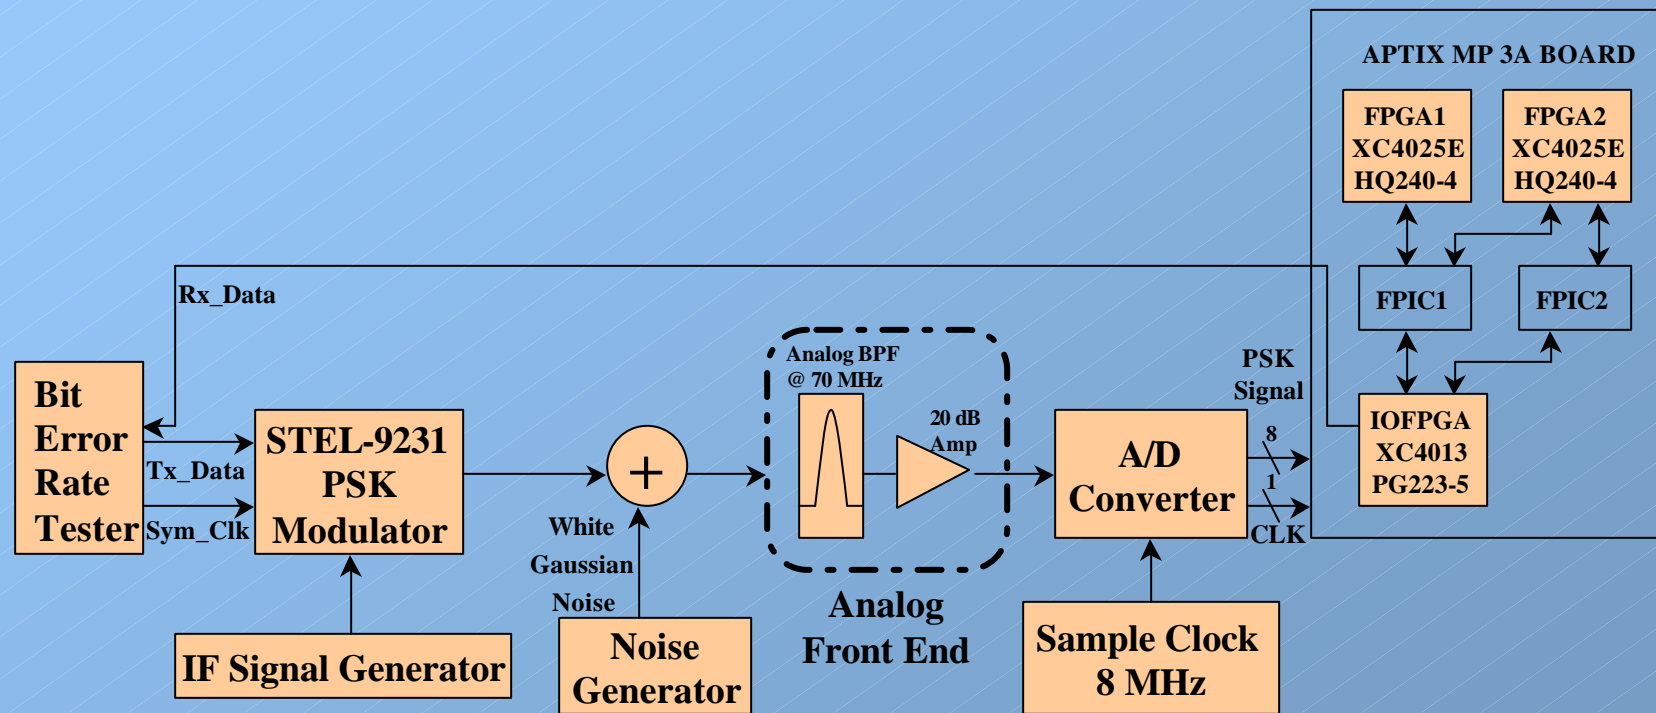 APTIX MP 3A BOARD
FPGA1
XC4025E
HQ240-4
FPGA2
XC4025E
HQ240-4
FPIC1
FPIC2
IOFPGA
XC4013
PG223-5
Rx_Data
Bit
Error
Rate
Tester
Tx_Data
Sym_Clk
STEL-9231
PSK
Modulator
IF Signal Generator
+
White
Gaussian
Noise
Noise
Generator
Analog BPF
@ 70 MHz
20 dB
Amp
Analog
Front End
A/D
Converter
Sample Clock
8 MHz
PSK
Signal
8
1
CLK